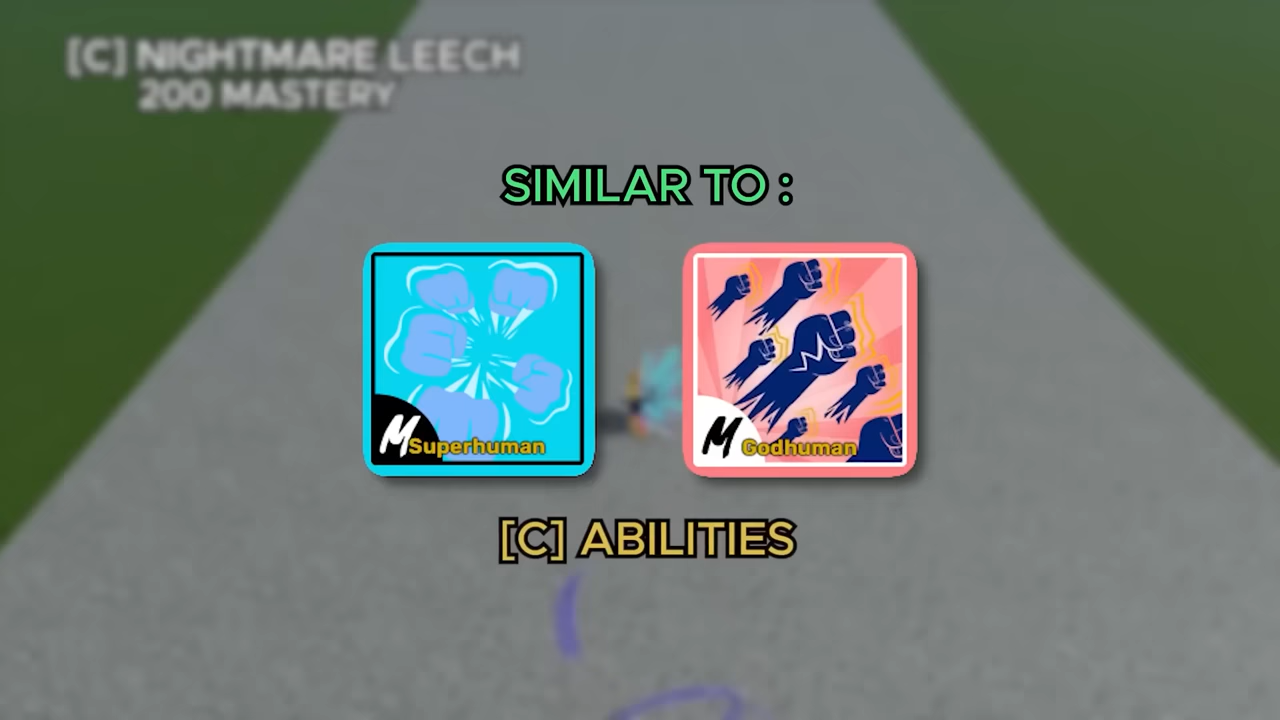 [C] NIGHTMARE LEECH
200 MASTERY
SIMILAR TO :
M Superhuman
M Godhuman
[C] ABILITIES